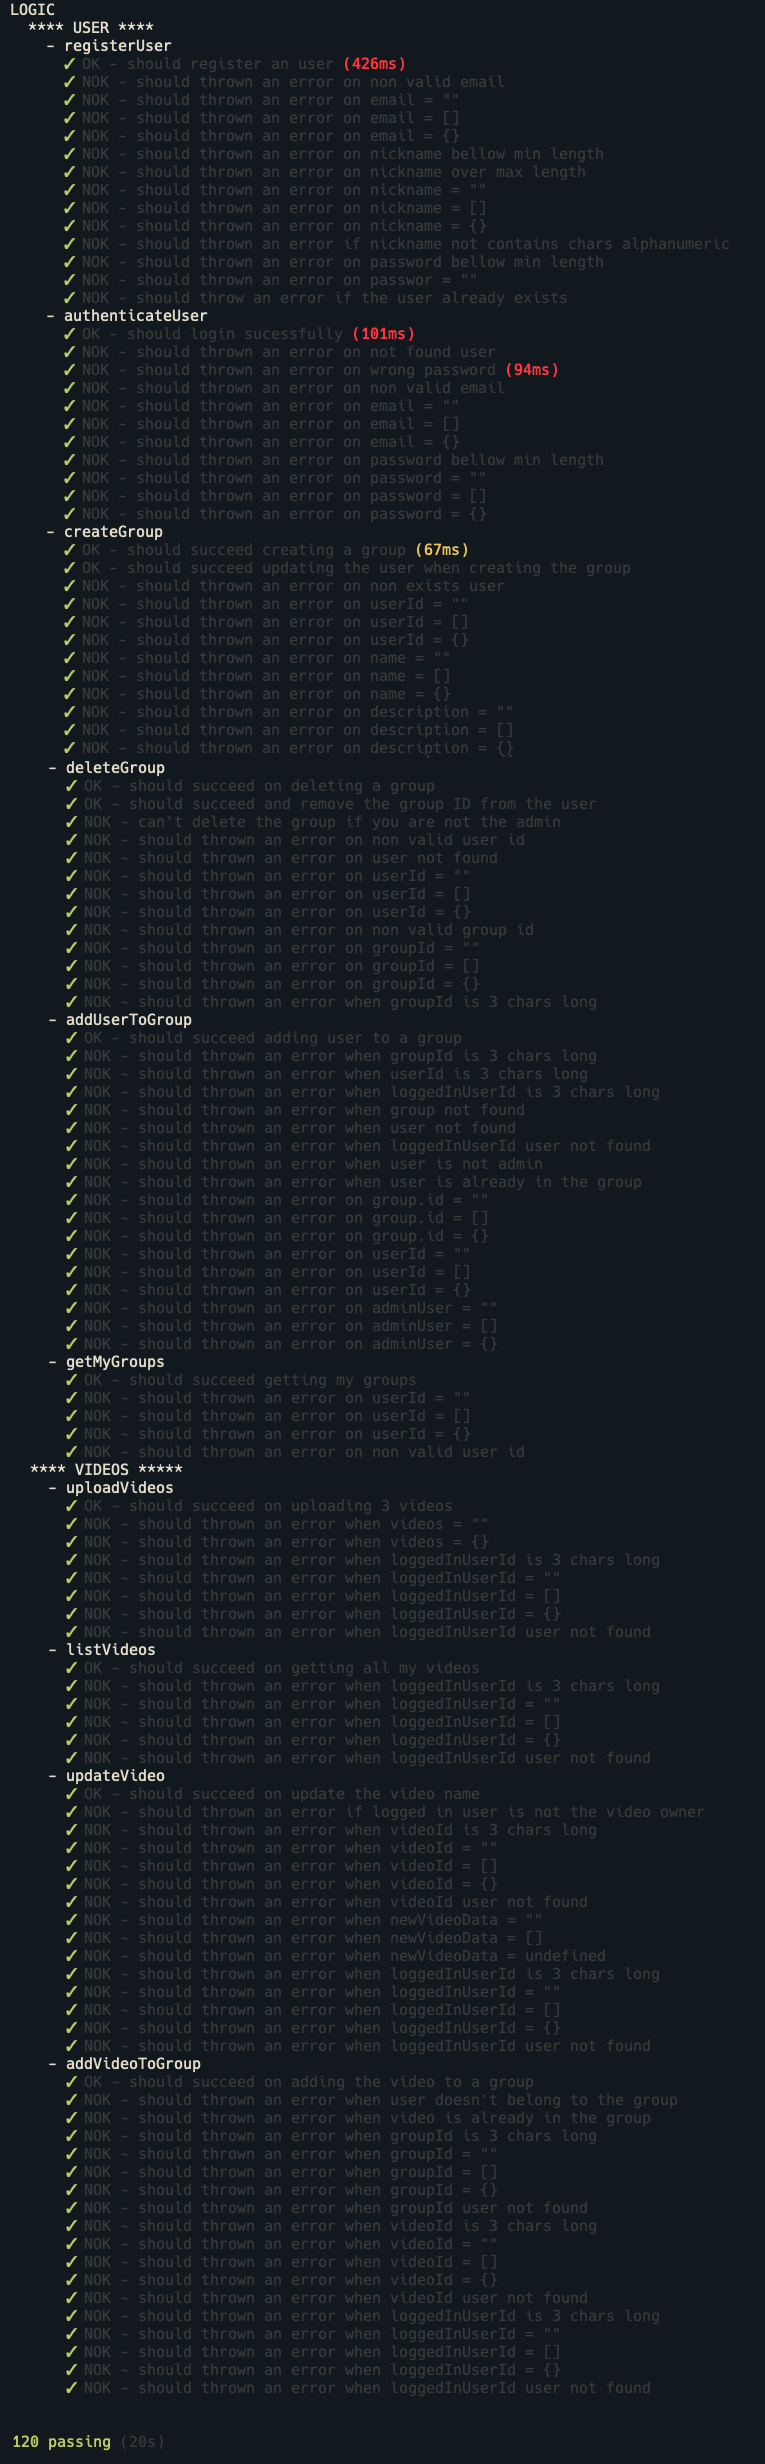 LOGIC
**** USER ****
- registerUser
✓ OK - should register an user (426ms)
✓ NOK - should thrown an error on non valid email
✓ NOK - should thrown an error on email = ""
✓ NOK - should thrown an error on email = []
✓ NOK - should thrown an error on email = {}
✓ NOK - should thrown an error on nickname bellow min length
✓ NOK - should thrown an error on nickname over max length
✓ NOK - should thrown an error on nickname = ""
✓ NOK - should thrown an error on nickname = []
✓ NOK - should thrown an error on nickname = {}
✓ NOK - should thrown an error if nickname not contains chars alphanumeric
✓ NOK - should thrown an error on password bellow min length
✓ NOK - should thrown an error on passwor = ""
✓ NOK - should throw an error if the user already exists
- authenticateUser
✓ OK - should login sucessfully (101ms)
✓ NOK - should thrown an error on not found user
✓ NOK - should thrown an error on wrong password (94ms)
✓ NOK - should thrown an error on non valid email
✓ NOK - should thrown an error on email = ""
✓ NOK - should thrown an error on email = []
✓ NOK - should thrown an error on email = {}
✓ NOK - should thrown an error on password bellow min length
✓ NOK - should thrown an error on password = ""
✓ NOK - should thrown an error on password = []
✓ NOK - should thrown an error on password = {}
- createGroup
✓ OK - should succeed creating a group (67ms)
✓ OK - should succeed updating the user when creating the group
✓ NOK - should thrown an error on non exists user
✓ NOK - should thrown an error on userId = ""
✓ NOK - should thrown an error on userId = []
✓ NOK - should thrown an error on userId = {}
✓ NOK - should thrown an error on name = ""
✓ NOK - should thrown an error on name = []
✓ NOK - should thrown an error on name = {}
✓ NOK - should thrown an error on description = ""
✓ NOK - should thrown an error on description = []
✓ NOK - should thrown an error on description = {}
- deleteGroup
✓ OK - should succeed on deleting a group
✓ OK - should succeed and remove the group ID from the user
✓ NOK - can't delete the group if you are not the admin
✓ NOK - should thrown an error on non valid user id
✓ NOK - should thrown an error on user not found
✓ NOK - should thrown an error on userId = ""
✓ NOK - should thrown an error on userId = []
✓ NOK - should thrown an error on userId = {}
✓ NOK - should thrown an error on non valid group id
✓ NOK - should thrown an error on groupId = ""
✓ NOK - should thrown an error on groupId = []
✓ NOK - should thrown an error on groupId = {}
✓ NOK - should thrown an error when groupId is 3 chars long
- addUserToGroup
✓ OK - should succeed adding user to a group
✓ NOK - should thrown an error when groupId is 3 chars long
✓ NOK - should thrown an error when userId is 3 chars long
✓ NOK - should thrown an error when loggedInUserId is 3 chars long
✓ NOK - should thrown an error when group not found
✓ NOK - should thrown an error when user not found
✓ NOK - should thrown an error when loggedInUserId user not found
✓ NOK - should thrown an error when user is not admin
✓ NOK - should thrown an error when user is already in the group
✓ NOK - should thrown an error on group.id = ""
✓ NOK - should thrown an error on group.id = []
✓ NOK - should thrown an error on group.id = {}
✓ NOK - should thrown an error on userId = ""
✓ NOK - should thrown an error on userId = []
✓ NOK - should thrown an error on userId = {}
✓ NOK - should thrown an error on adminUser = ""
✓ NOK - should thrown an error on adminUser = []
✓ NOK - should thrown an error on adminUser = {}
- getMyGroups
✓ OK - should succeed getting my groups
✓ NOK - should thrown an error on userId = ""
✓ NOK - should thrown an error on userId = []
✓ NOK - should thrown an error on userId = {}
✓ NOK - should thrown an error on non valid user id
**** VIDEOS *****
- uploadVideos
✓ OK - should succeed on uploading 3 videos
✓ NOK - should thrown an error when videos = ""
✓ NOK - should thrown an error when videos = {}
✓ NOK - should thrown an error when loggedInUserId is 3 chars long
✓ NOK - should thrown an error when loggedInUserId = ""
✓ NOK - should thrown an error when loggedInUserId = []
✓ NOK - should thrown an error when loggedInUserId = {}
✓ NOK - should thrown an error when loggedInUserId user not found
- listVideos
✓ OK - should succeed on getting all my videos
✓ NOK - should thrown an error when loggedInUserId is 3 chars long
✓ NOK - should thrown an error when loggedInUserId = ""
✓ NOK - should thrown an error when loggedInUserId = []
✓ NOK - should thrown an error when loggedInUserId = {}
✓ NOK - should thrown an error when loggedInUserId user not found
- updateVideo
✓ OK - should succeed on update the video name
✓ NOK - should thrown an error if logged in user is not the video owner
✓ NOK - should thrown an error when videoId is 3 chars long
✓ NOK - should thrown an error when videoId = ""
✓ NOK - should thrown an error when videoId = []
✓ NOK - should thrown an error when videoId = {}
✓ NOK - should thrown an error when videoId user not found
✓ NOK - should thrown an error when newVideoData = ""
✓ NOK - should thrown an error when newVideoData = []
✓ NOK - should thrown an error when newVideoData = undefined
✓ NOK - should thrown an error when loggedInUserId is 3 chars long
✓ NOK - should thrown an error when loggedInUserId = ""
✓ NOK - should thrown an error when loggedInUserId = []
✓ NOK - should thrown an error when loggedInUserId = {}
✓ NOK - should thrown an error when loggedInUserId user not found
- addVideoToGroup
✓ OK - should succeed on adding the video to a group
✓ NOK - should thrown an error when user doesn't belong to the group
✓ NOK - should thrown an error when video is already in the group
✓ NOK - should thrown an error when groupId is 3 chars long
✓ NOK - should thrown an error when groupId = ""
✓ NOK - should thrown an error when groupId = []
✓ NOK - should thrown an error when groupId = {}
✓ NOK - should thrown an error when groupId user not found
✓ NOK - should thrown an error when videoId is 3 chars long
✓ NOK - should thrown an error when videoId = ""
✓ NOK - should thrown an error when videoId = []
✓ NOK - should thrown an error when videoId = {}
✓ NOK - should thrown an error when videoId user not found
✓ NOK - should thrown an error when loggedInUserId is 3 chars long
✓ NOK - should thrown an error when loggedInUserId = ""
✓ NOK - should thrown an error when loggedInUserId = []
✓ NOK - should thrown an error when loggedInUserId = {}
✓ NOK - should thrown an error when loggedInUserId user not found
120 passing (20s)